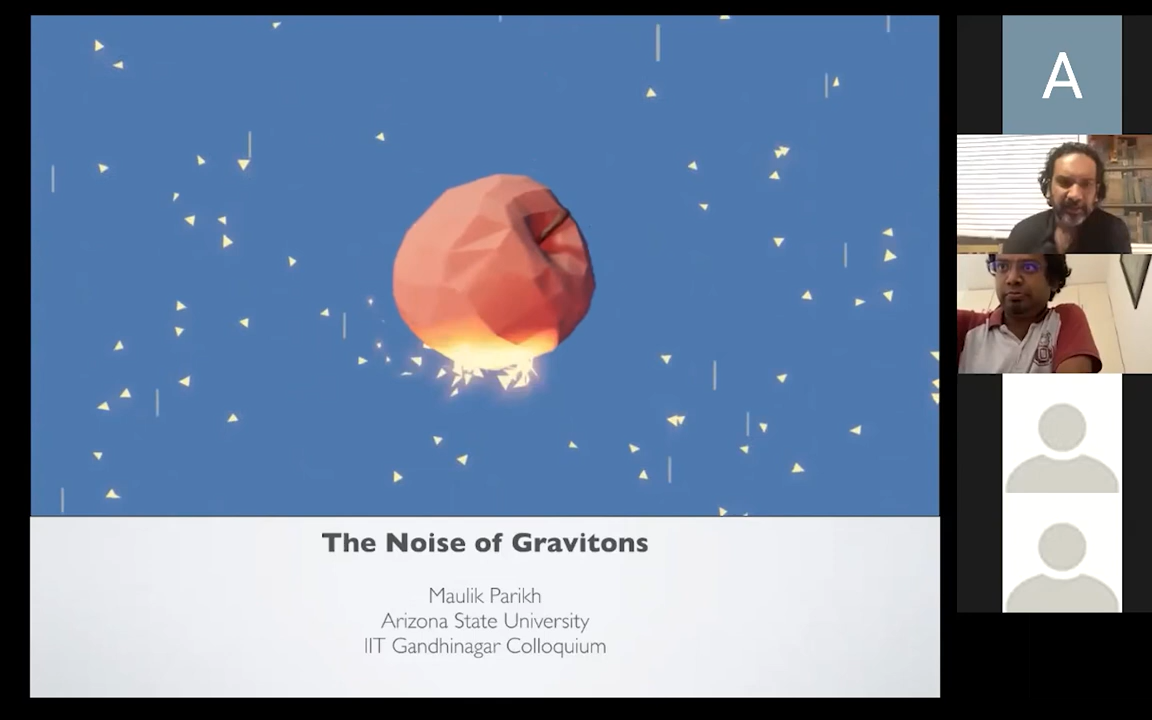 The Noise of Gravitons
Maulik Parikh
Arizona State University
IIT Gandhinagar Colloquium
A